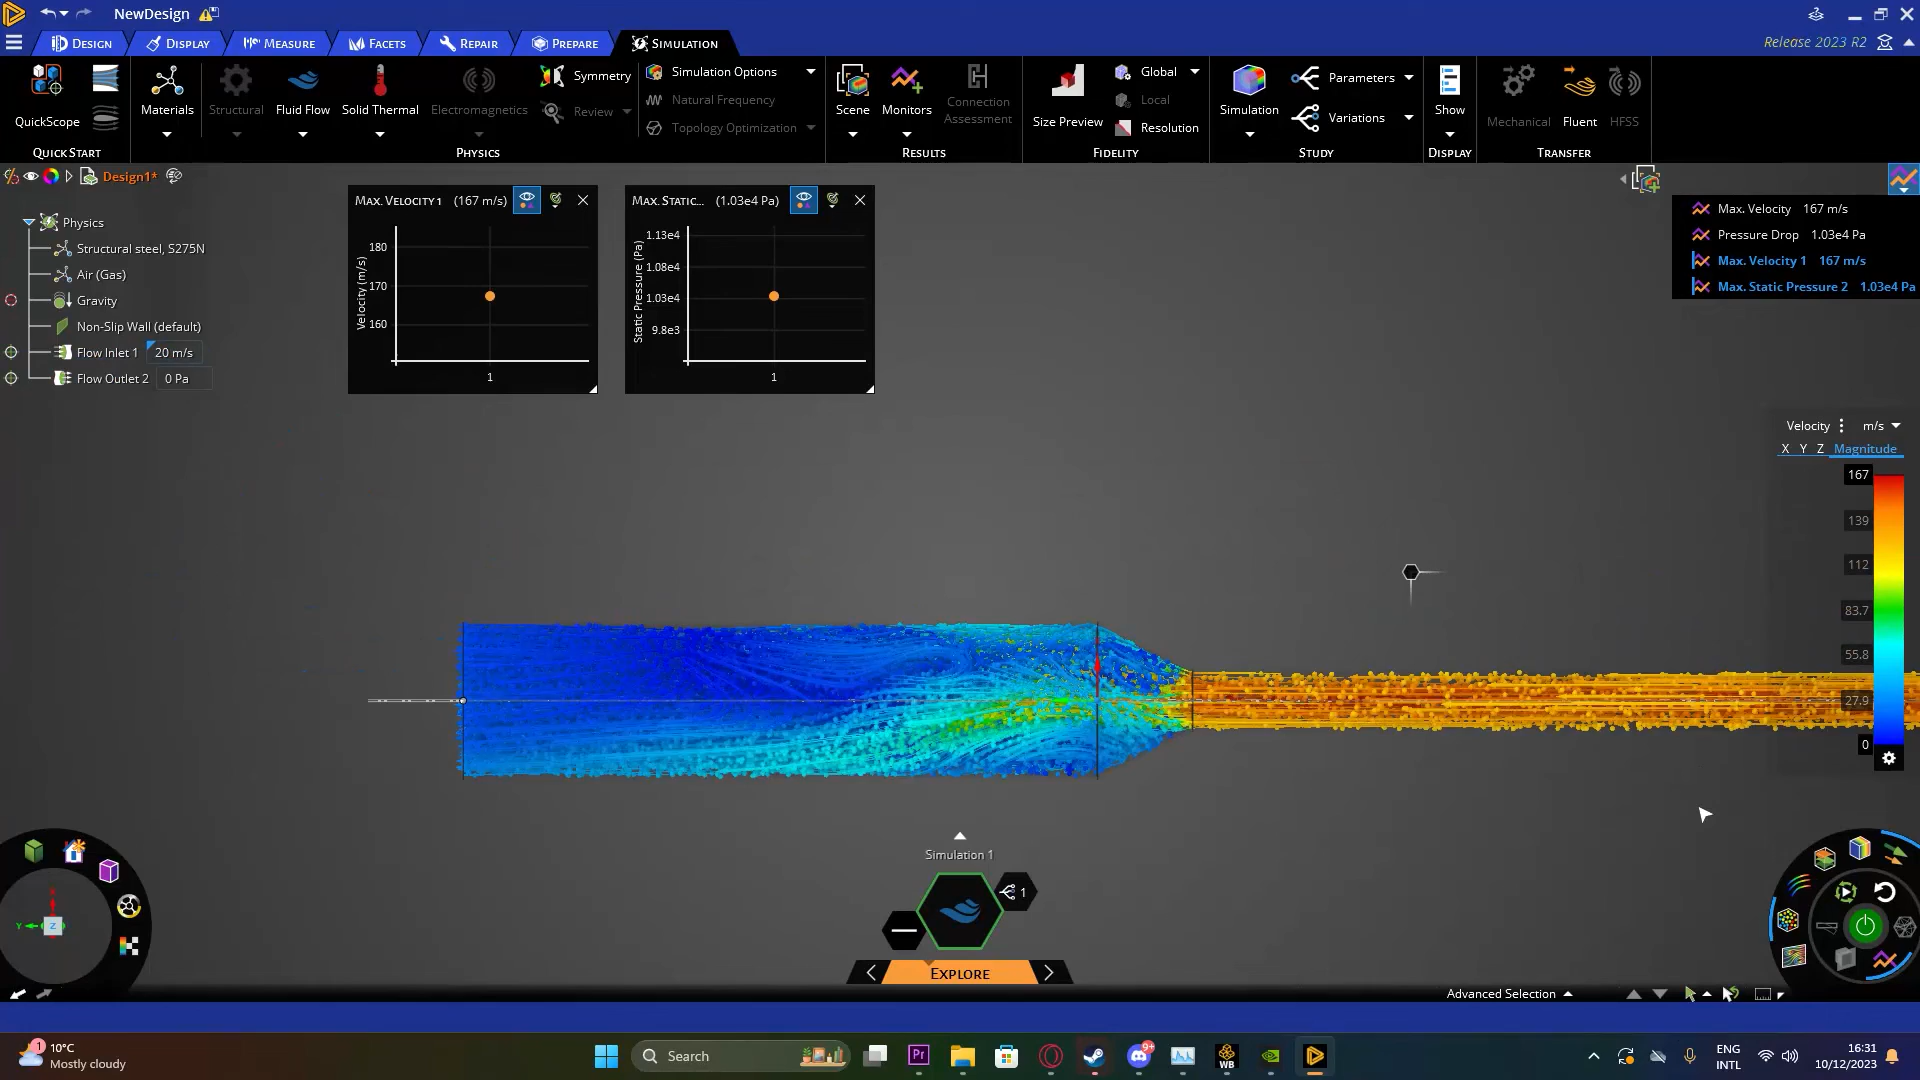 NewDesign
DESIGN
DISPLAY
MEASURE
FACETS
REPAIR
PREPARE
SIMULATION
Release 2023 R2
QuickScope
QUICK START
Materials
Structural
Fluid Flow
Solid Thermal
Electromagnetics
Symmetry
Review
PHYSICS
Simulation Options
Natural Frequency
Topology Optimization
Scene
Monitors
Connection
Assessment
RESULTS
Size Preview
Global
Local
Resolution
FIDELITY
Simulation
Parameters
Variations
STUDY
Show
DISPLAY
Mechanical
Fluent
HFSS
TRANSFER
Design1*
Physics
Structural steel, S275N
Air (Gas)
Gravity
Non-Slip Wall (default)
Flow Inlet 1 20 m/s
Flow Outlet 2 0 Pa
MAX. VELOCITY 1 (167 m/s)
Velocity (m/s)
180
170
160
1
MAX. STATIC... (1.03e4 Pa)
Static Pressure (Pa)
1.13e4
1.08e4
1.03e4
9.8e3
1
Max. Velocity 167 m/s
Pressure Drop 1.03e4 Pa
Max. Velocity 1 167 m/s
Max. Static Pressure 2 1.03e4 Pa
Velocity m/s
X Y Z Magnitude
167
139
112
83.7
55.8
27.9
0
Simulation 1
1
EXPLORE
Y
Z
Advanced Selection
1
10°C
Mostly cloudy
Search
Pr
9+
WB
ENG
INTL
16:31
10/12/2023